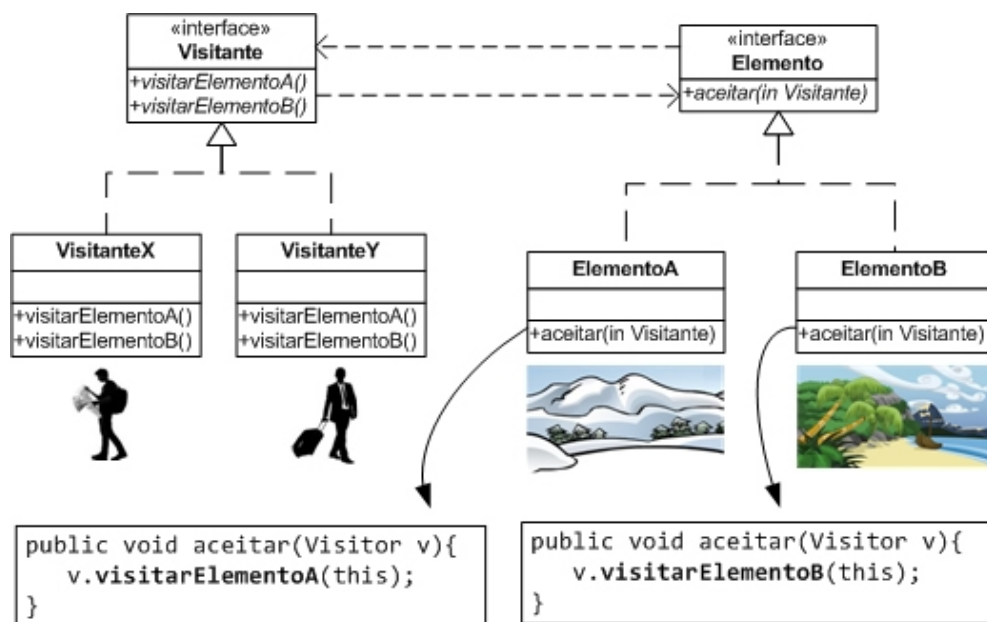 «interface»
Visitante
+visitarElementoA()
+visitarElementoB()
«interface»
Elemento
+aceitar(in Visitante)
VisitanteX
+visitarElementoA()
+visitarElementoB()
VisitanteY
+visitarElementoA()
+visitarElementoB()
ElementoA
+aceitar(in Visitante)
ElementoB
+aceitar(in Visitante)
public void aceitar(Visitor v){
v.visitarElementoA(this);
}
public void aceitar(Visitor v){
v.visitarElementoB(this);
}